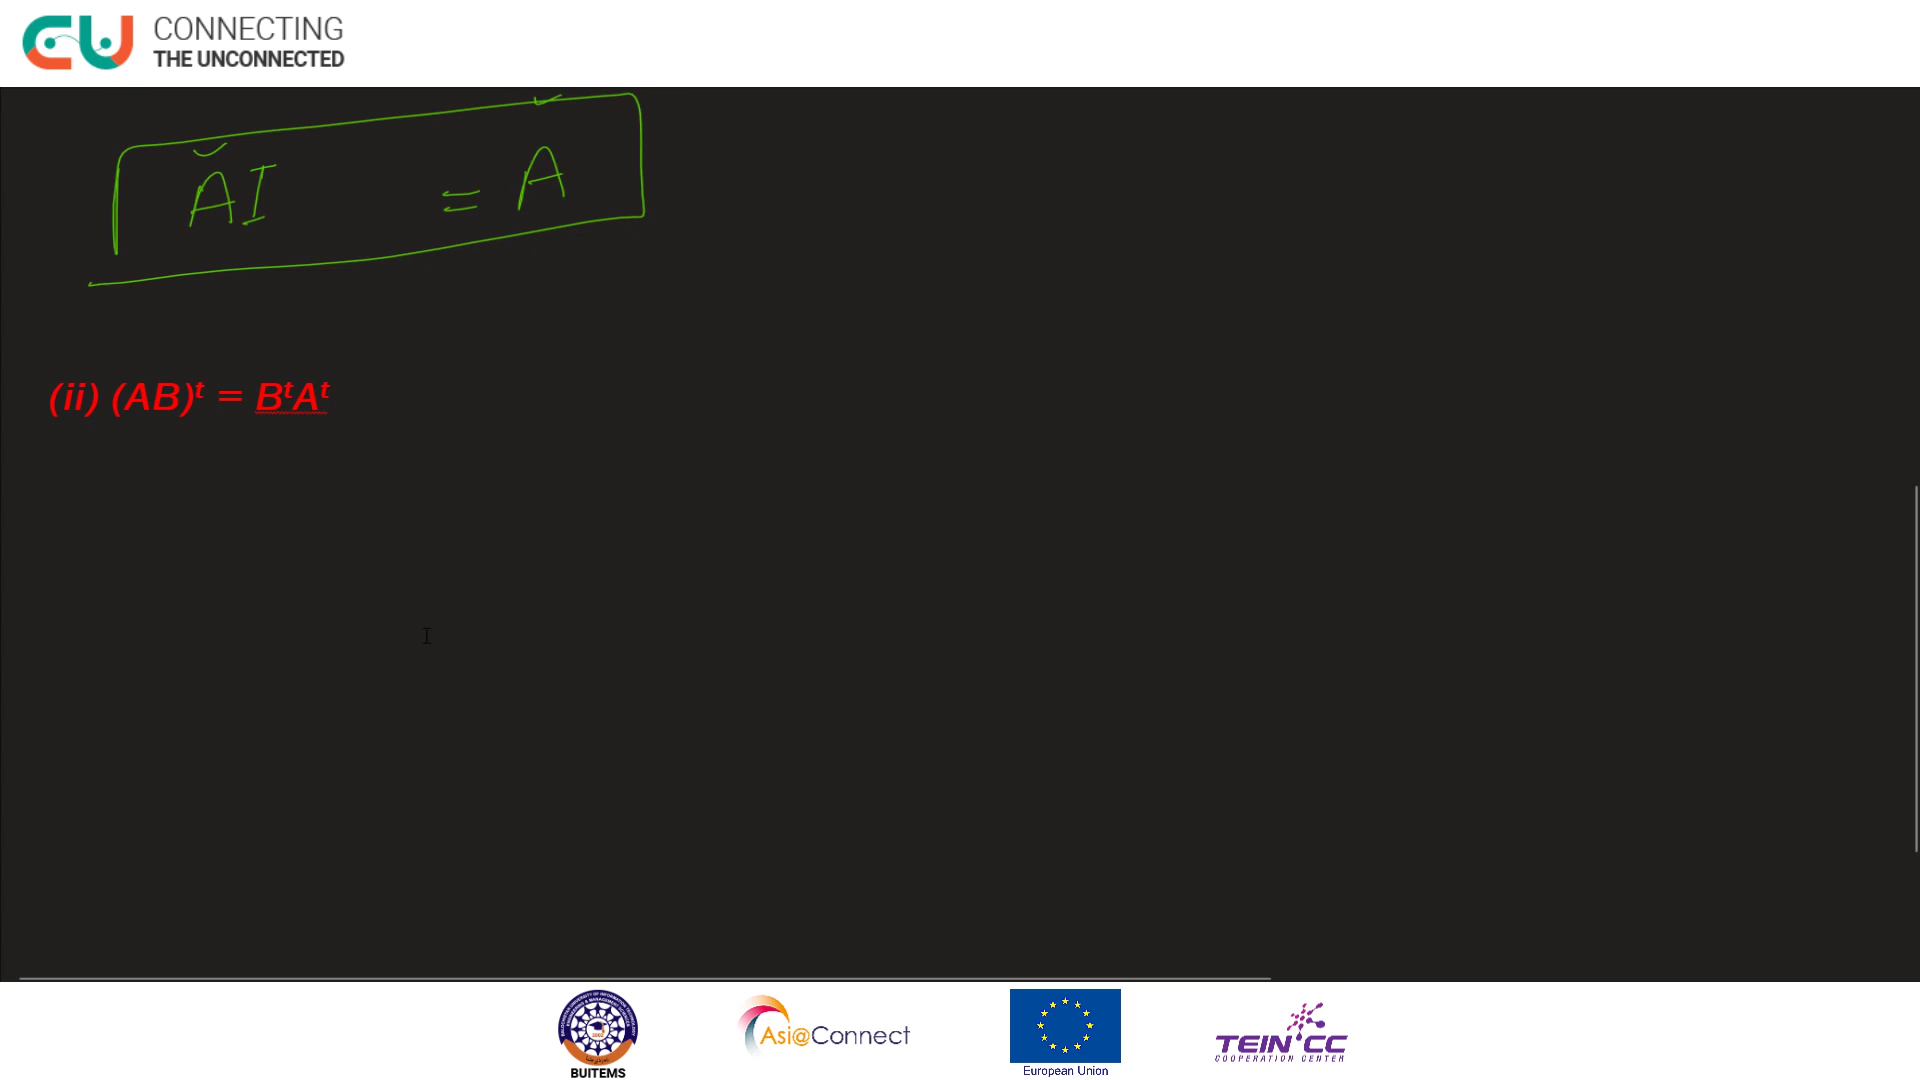 CONNECTING
THE UNCONNECTED
AI = A
(ii) (AB)ᵗ = BᵗAᵗ
BUITEMS
Asi@Connect
European Union
TEIN*CC
COOPERATION CENTER